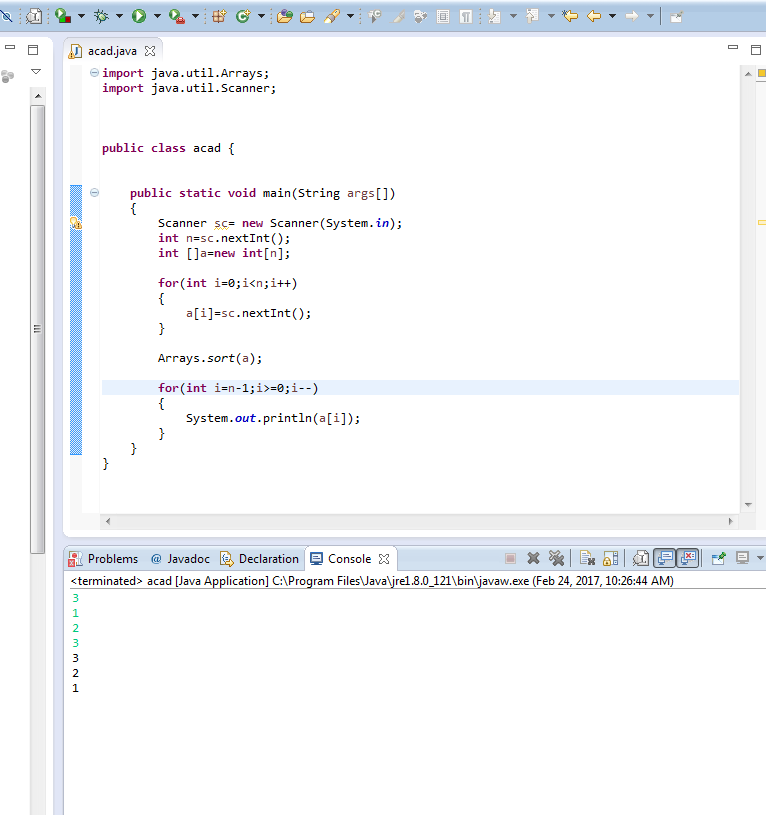 acad.java
import java.util.Arrays;
import java.util.Scanner;
public class acad {
public static void main(String args[])
{
Scanner sc= new Scanner(System.in);
int n=sc.nextInt();
int []a=new int[n];
for(int i=0;i<n;i++)
{
a[i]=sc.nextInt();
}
Arrays.sort(a);
for(int i=n-1;i>=0;i--)
{
System.out.println(a[i]);
}
}
}
Problems @ Javadoc Declaration Console
<terminated> acad [Java Application] C:\Program Files\Java\jre1.8.0_121\bin\javaw.exe (Feb 24, 2017, 10:26:44 AM)
3
1
2
3
3
2
1